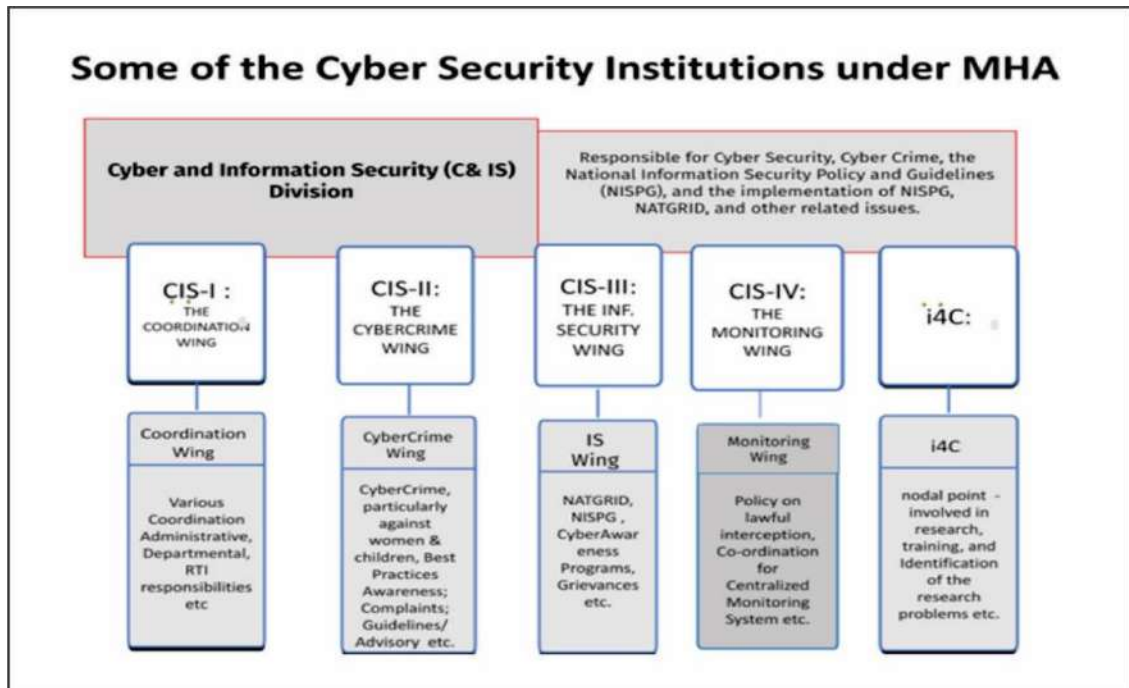 Some of the Cyber Security Institutions under MHA
Cyber and Information Security (C& IS)
Division
Responsible for Cyber Security, Cyber Crime, the
National Information Security Policy and Guidelines
(NISPG), and the implementation of NISPG,
NATGRID, and other related issues.
CIS-I :
THE
COORDINATION
WING
CIS-II:
THE
CYBERCRIME
WING
CIS-III:
THE INF.
SECURITY
WING
CIS-IV:
THE
MONITORING
WING
i4C:
Coordination
Wing
Various
Coordination
Administrative,
Departmental,
RTI
responsibilities
etc
CyberCrime
Wing
CyberCrime,
particularly
against
women &
children, Best
Practices
Awareness;
Complaints;
Guidelines/
Advisory etc.
IS
Wing
NATGRID,
NISPG ,
CyberAwar
eness
Programs,
Grievances
etc.
Monitoring
Wing
Policy on
lawful
interception,
Co-ordination
for
Centralized
Monitoring
System etc.
i4C
nodal point -
involved in
research,
training, and
Identification
of the
research
problems etc.